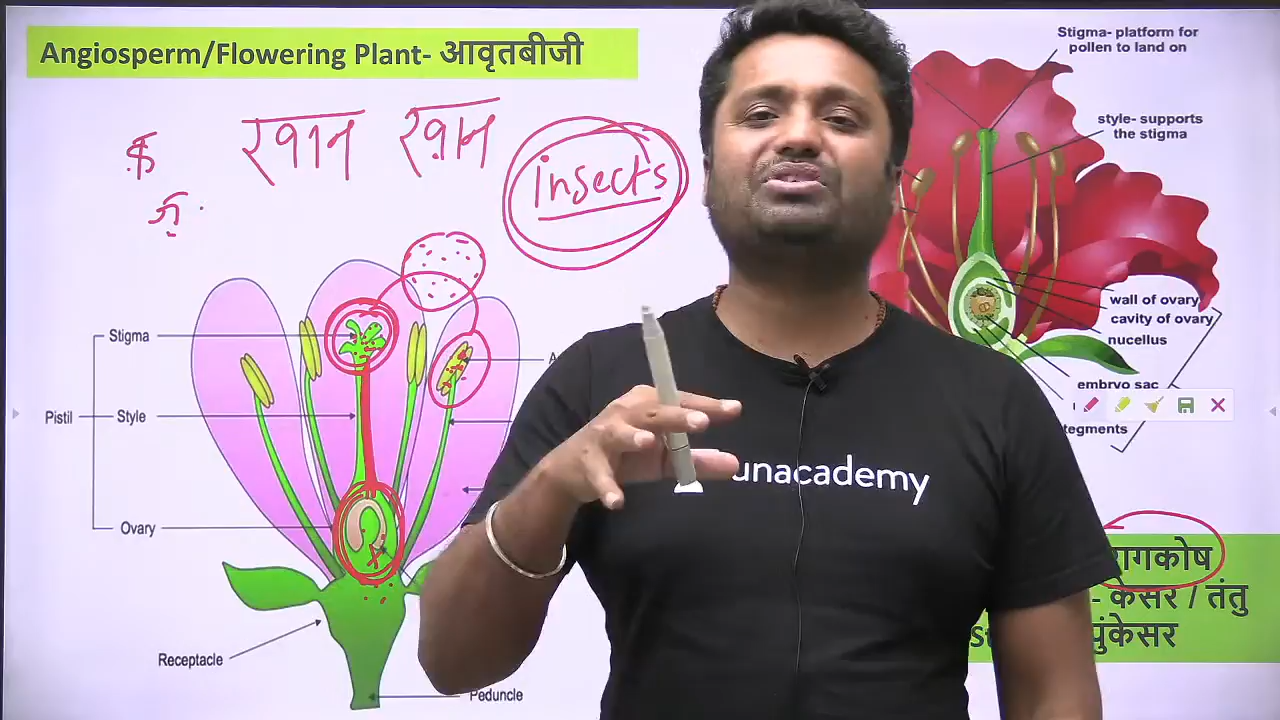 Angiosperm/Flowering Plant- आवृतबीजी
insects
Stigma
Style
Pistil
Ovary
Receptacle
Peduncle
unacademy
Stigma- platform for
pollen to land on
style- supports
the stigma
wall of ovary
cavity of ovary
nucellus
embryo sac
tegments
रागकोष
- केसर / तंतु
पुंकेसर